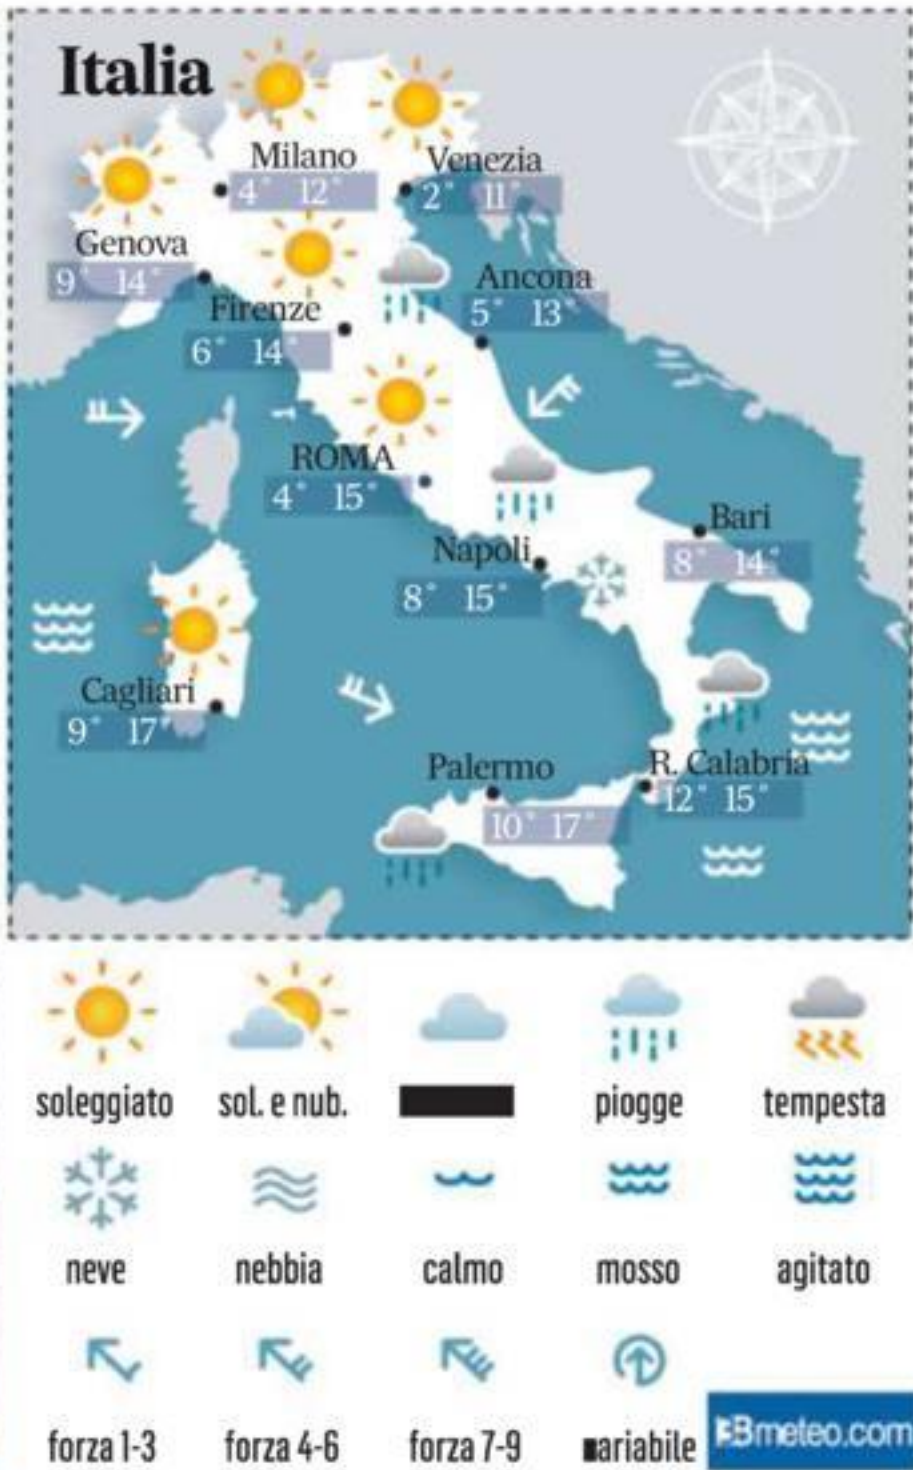 Italia
Milano
4° 12°
Venezia
2° 11°
Genova
9° 14°
Ancona
5° 13°
Firenze
6° 14°
ROMA
4° 15°
Bari
8° 14°
Napoli
8° 15°
Cagliari
9° 17°
Palermo
10° 17°
R. Calabria
12° 15°
soleggiato sol. e nub. piogge tempesta
neve nebbia calmo mosso agitato
forza 1-3 forza 4-6 forza 7-9 ariabile
3Bmeteo.com